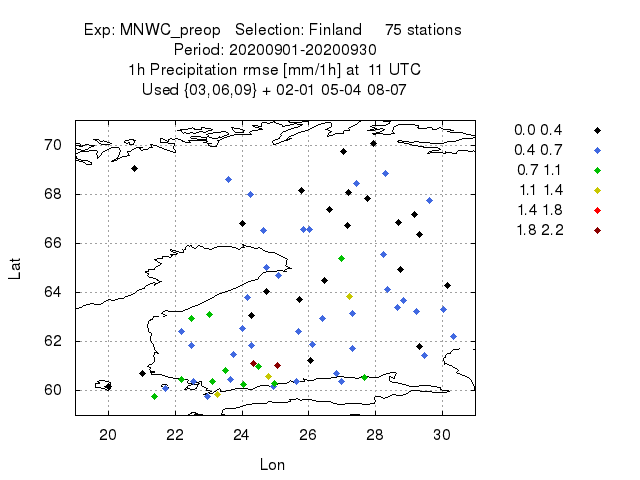 Exp: MNWC_preop Selection: Finland 75 stations
Period: 20200901-20200930
1h Precipitation rmse [mm/1h] at 11 UTC
Used {03,06,09} + 02-01 05-04 08-07
0.0 0.4
0.4 0.7
0.7 1.1
1.1 1.4
1.4 1.8
1.8 2.2
70
68
66
64
62
60
Lat
20 22 24 26 28 30
Lon